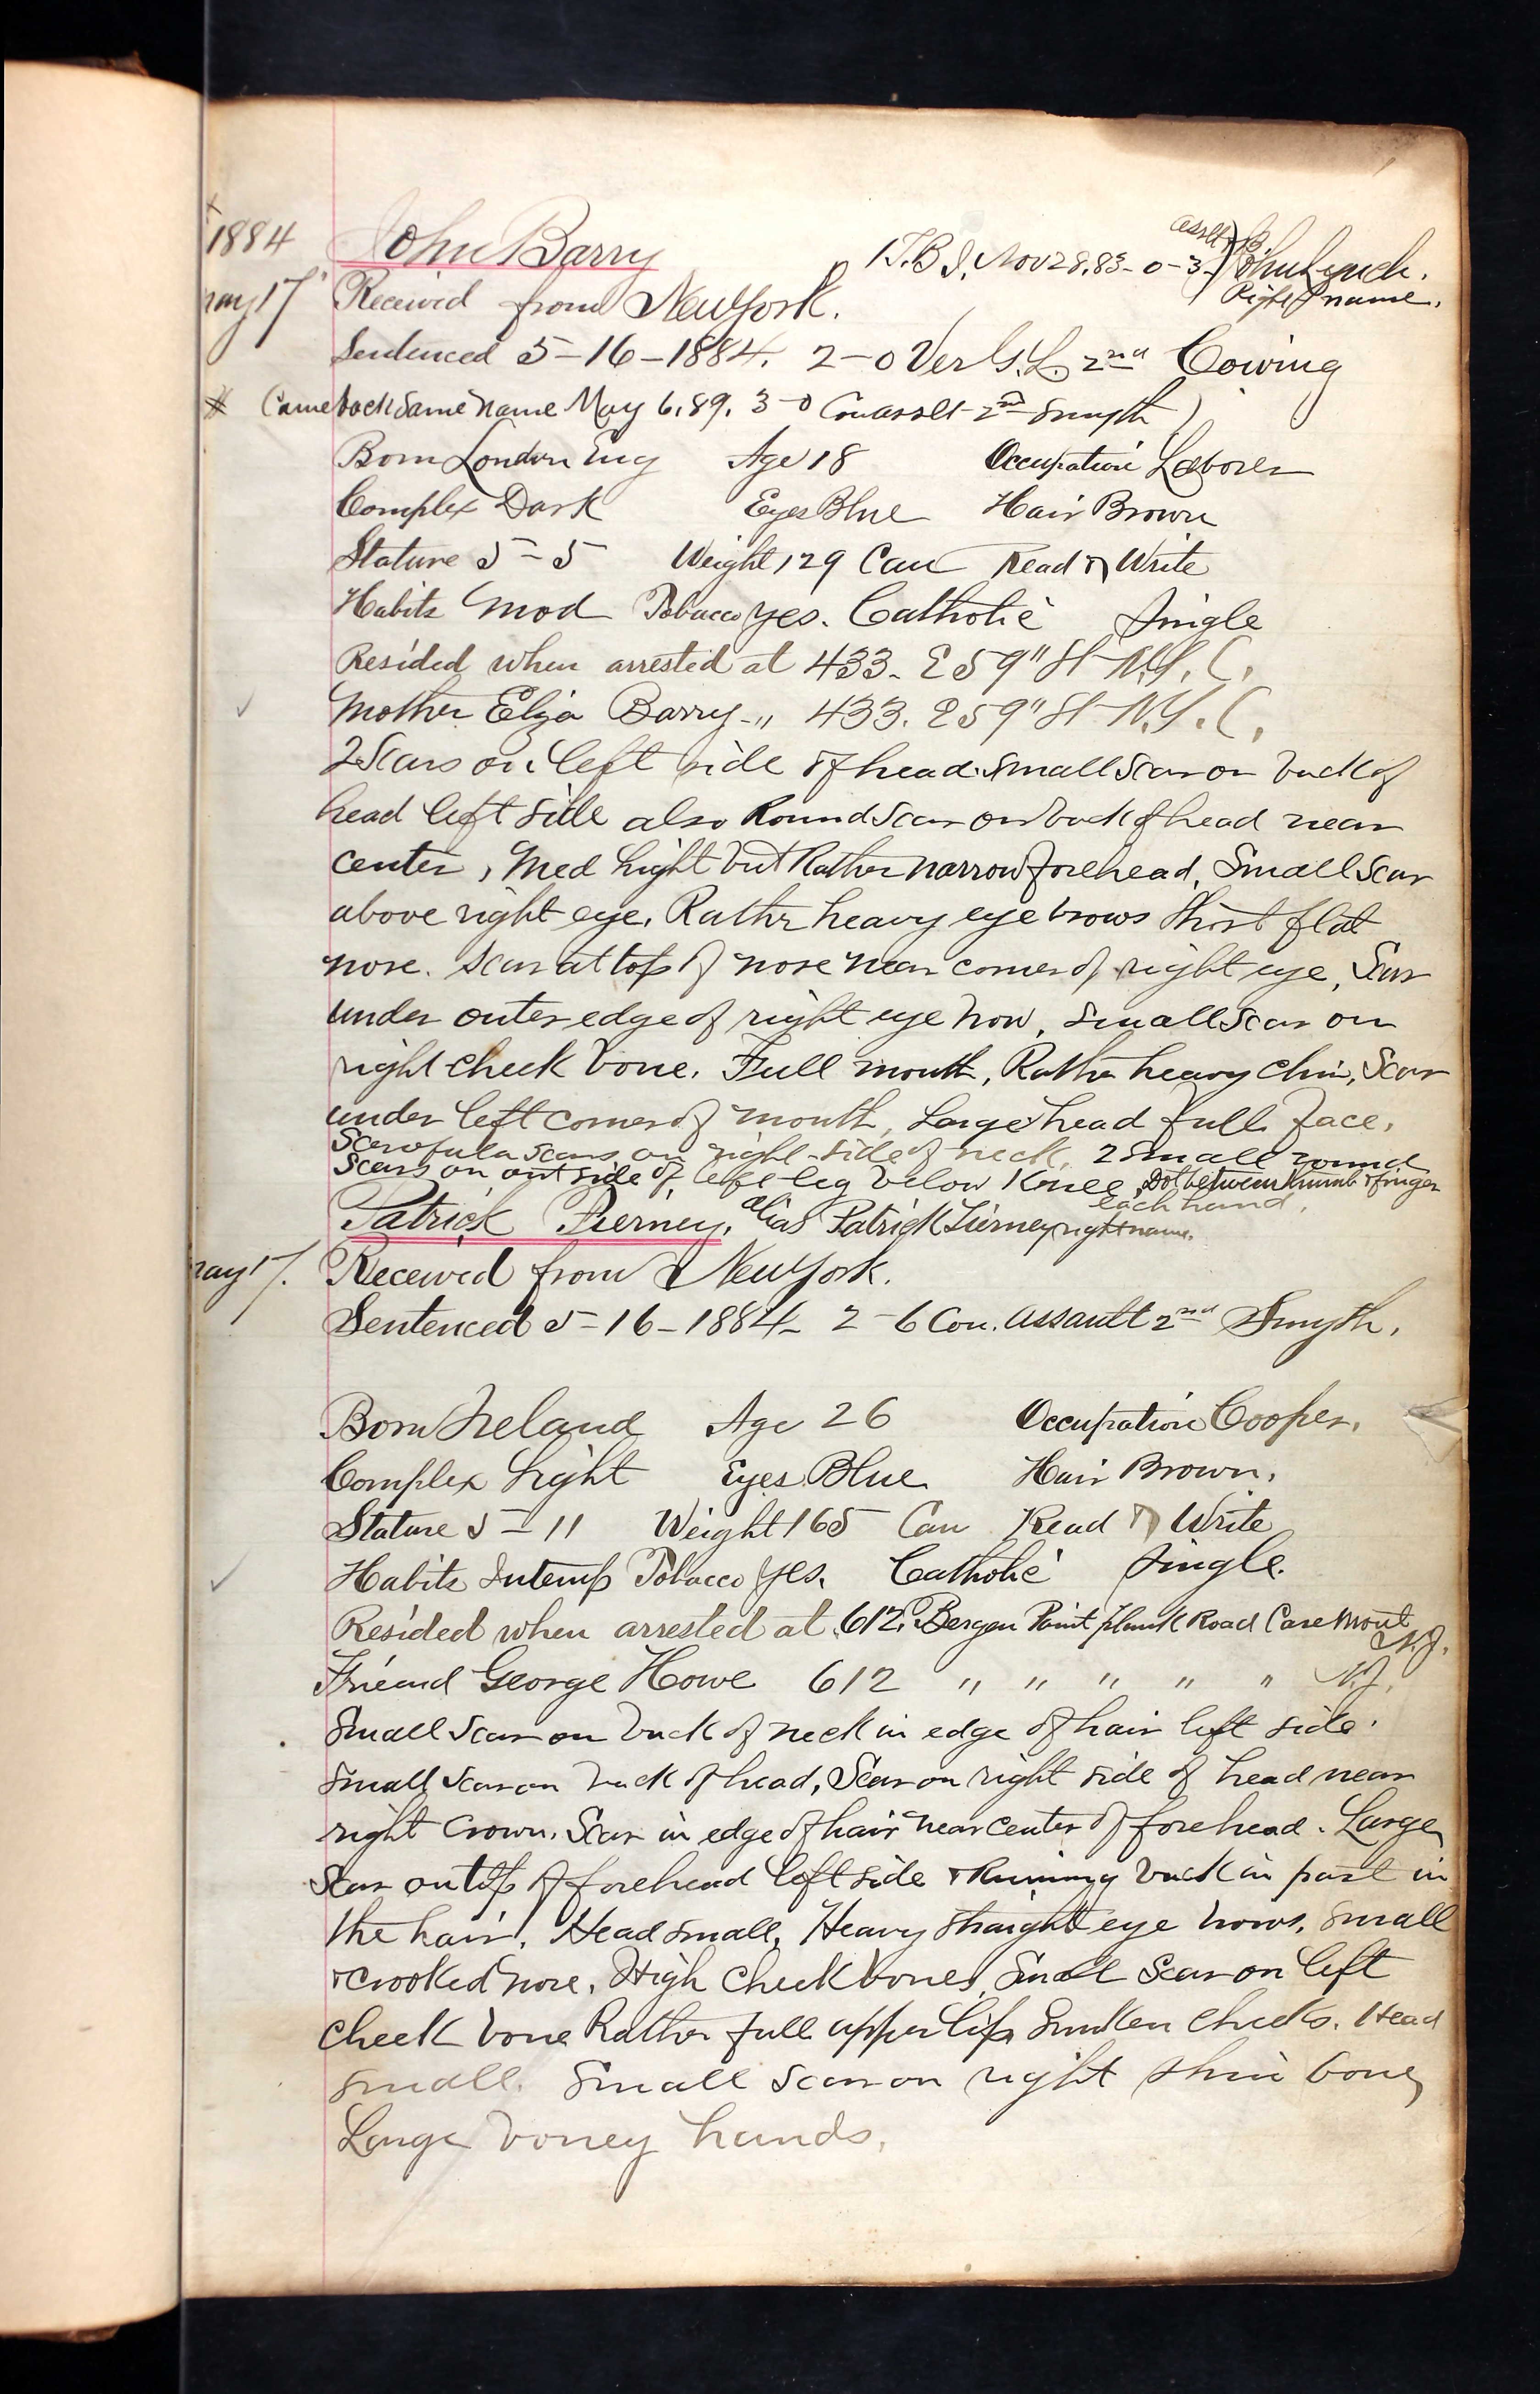 1884 John Barry 1 T.B.I. Nov 28. 83 - 0 - 3 - asslt B. John Lynch.
May 17 Received from New York. Right name.
Sentenced 5-16-1884. 2-0 Ver G.L. 2nd Cowing
(Came back Same name May 6. 89. 3-0 Con asslt 2nd Smyth)
Born London Eng Age 18 Occupation Laborer
Complex Dark Eyes Blue Hair Brown
Stature 5-5 Weight 129 Can Read & Write
Habits Mod Tobacco yes. Catholic Single
Resided when arrested at 433. E 59" St N.Y.C.
Mother Eliza Barry - " 433. E 59" St N.Y.C.
2 Scars on left side of head. Small Scar on back of
head left side also Round Scar on back of head near
center, Med hight but Rather narrow forehead, Small Scar
above right eye. Rathr heavy eye brows Short flat
nose. Scar at top of nose near corner of right eye, Scar
under outer edge of right eye brow, Small Scar on
right cheek bone. Full mouth, Rather heavy chin, Scar
under left corner of mouth, Large head full face,
Scrofula Scars on right side of neck, 2 Small round
Scars on out side of left leg below Knee, Dot between thumb & finger
each hand,
Patrick Pierney, alias Patrick Tierney right name.
May 17. Received from New York.
Sentenced 5-16-1884- 2-6 Con. Assault 2nd Smyth.
Born Ireland Age 26 Occupation Cooper.
Complex Light Eyes Blue Hair Brown.
Stature 5-11 Weight 165 Can Read & Write
Habits Intemp Tobacco Yes. Catholic Single.
Resided when arrested at 612. Bergen Point plank Road Caremont
N.J.
Friend George Howe 612 " " " " " N.J.
Small Scar on back of neck in edge of hair left side.
Small Scar on back of head, Scar on right side of head near
right Crown. Scar in edge of hair near center of forehead. Large
Scar on top of forehead left side & Running back in part in
the hair. Head small, Heavy straight eye brows, Small
& crooked nose. High Cheek bones, Small Scar on left
Cheek bone Rather full upper lip Sunken Cheeks. Head
small. Small Scar on right shin bone,
Large boney hands.